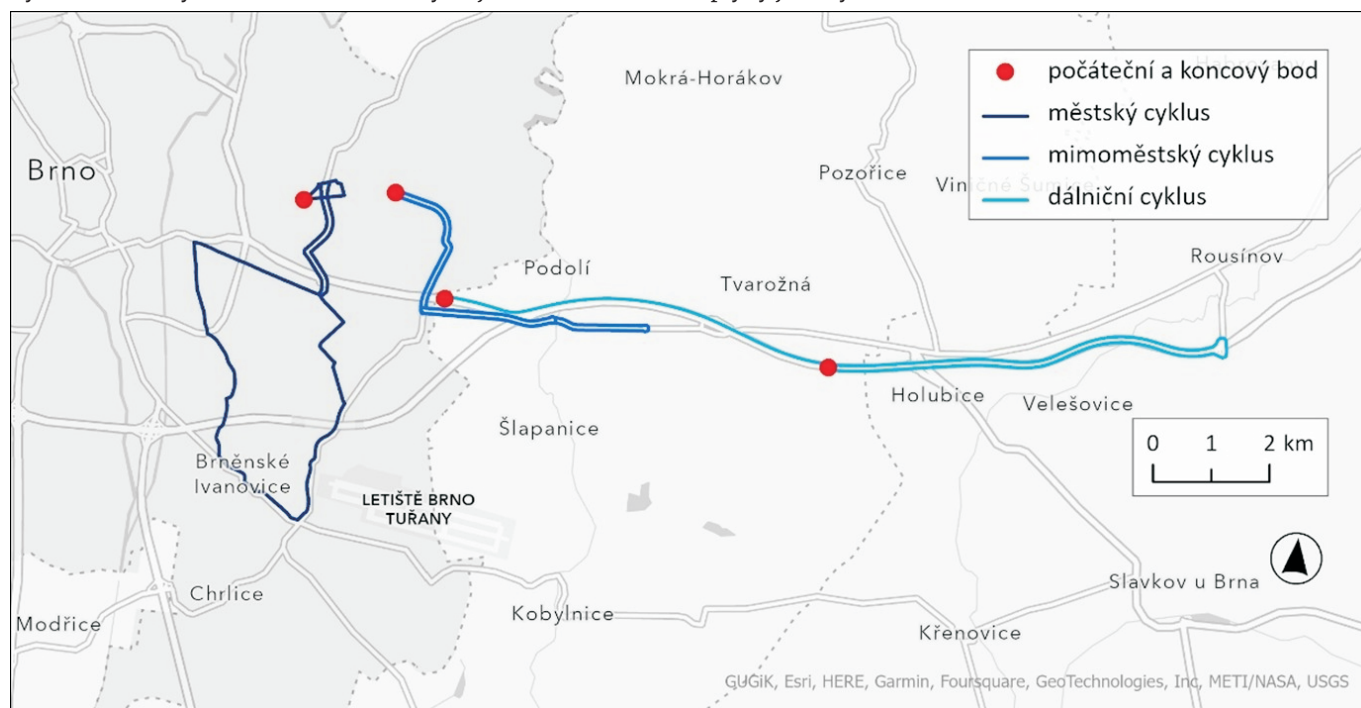 Mokrá-Horákov
počáteční a koncový bod
městský cyklus
mimoměstský cyklus
dálniční cyklus
Brno
Pozořice
Viničné Šumice
Rousínov
Podolí
Tvarožná
Holubice
Velešovice
Šlapanice
0 1 2 km
Brněnské
Ivanovice
LETIŠTĚ BRNO
TUŘANY
Chrlice
Modřice
Kobylnice
Slavkov u Brna
Křenovice
GUGiK, Esri, HERE, Garmin, Foursquare, GeoTechnologies, Inc, METI/NASA, USGS